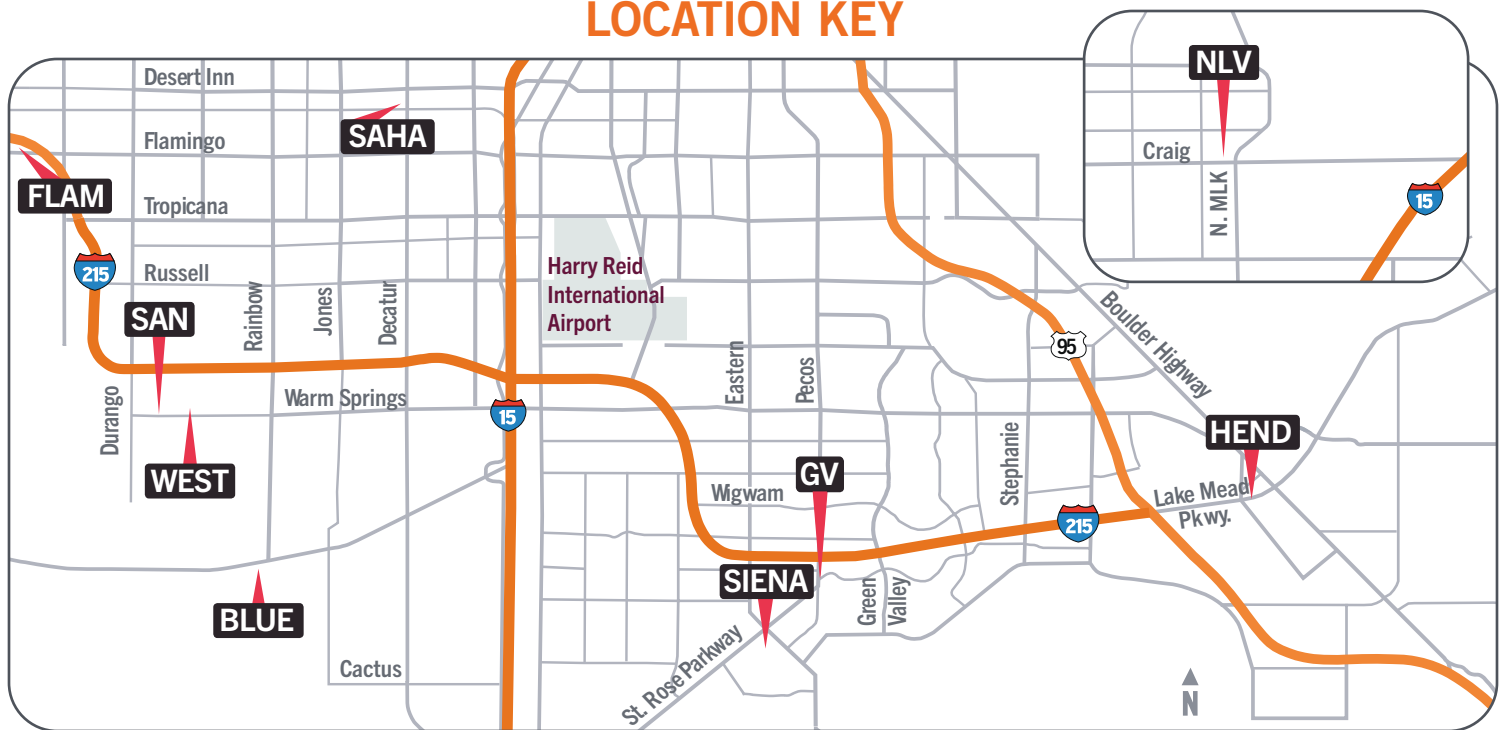 LOCATION KEY
NLV
Craig
N. MLK
15
Desert Inn
SAHA
Flamingo
FLAM
Tropicana
215
Russell
Harry Reid
International
Airport
SAN
Rainbow
Jones
Decatur
Boulder Highway
95
Durango
Warm Springs
15
Eastern
Pecos
WEST
Stephanie
HEND
GV
Wigwam
Lake Mead
Pkwy.
215
SIENA
Green
Valley
BLUE
St. Rose Parkway
Cactus
N